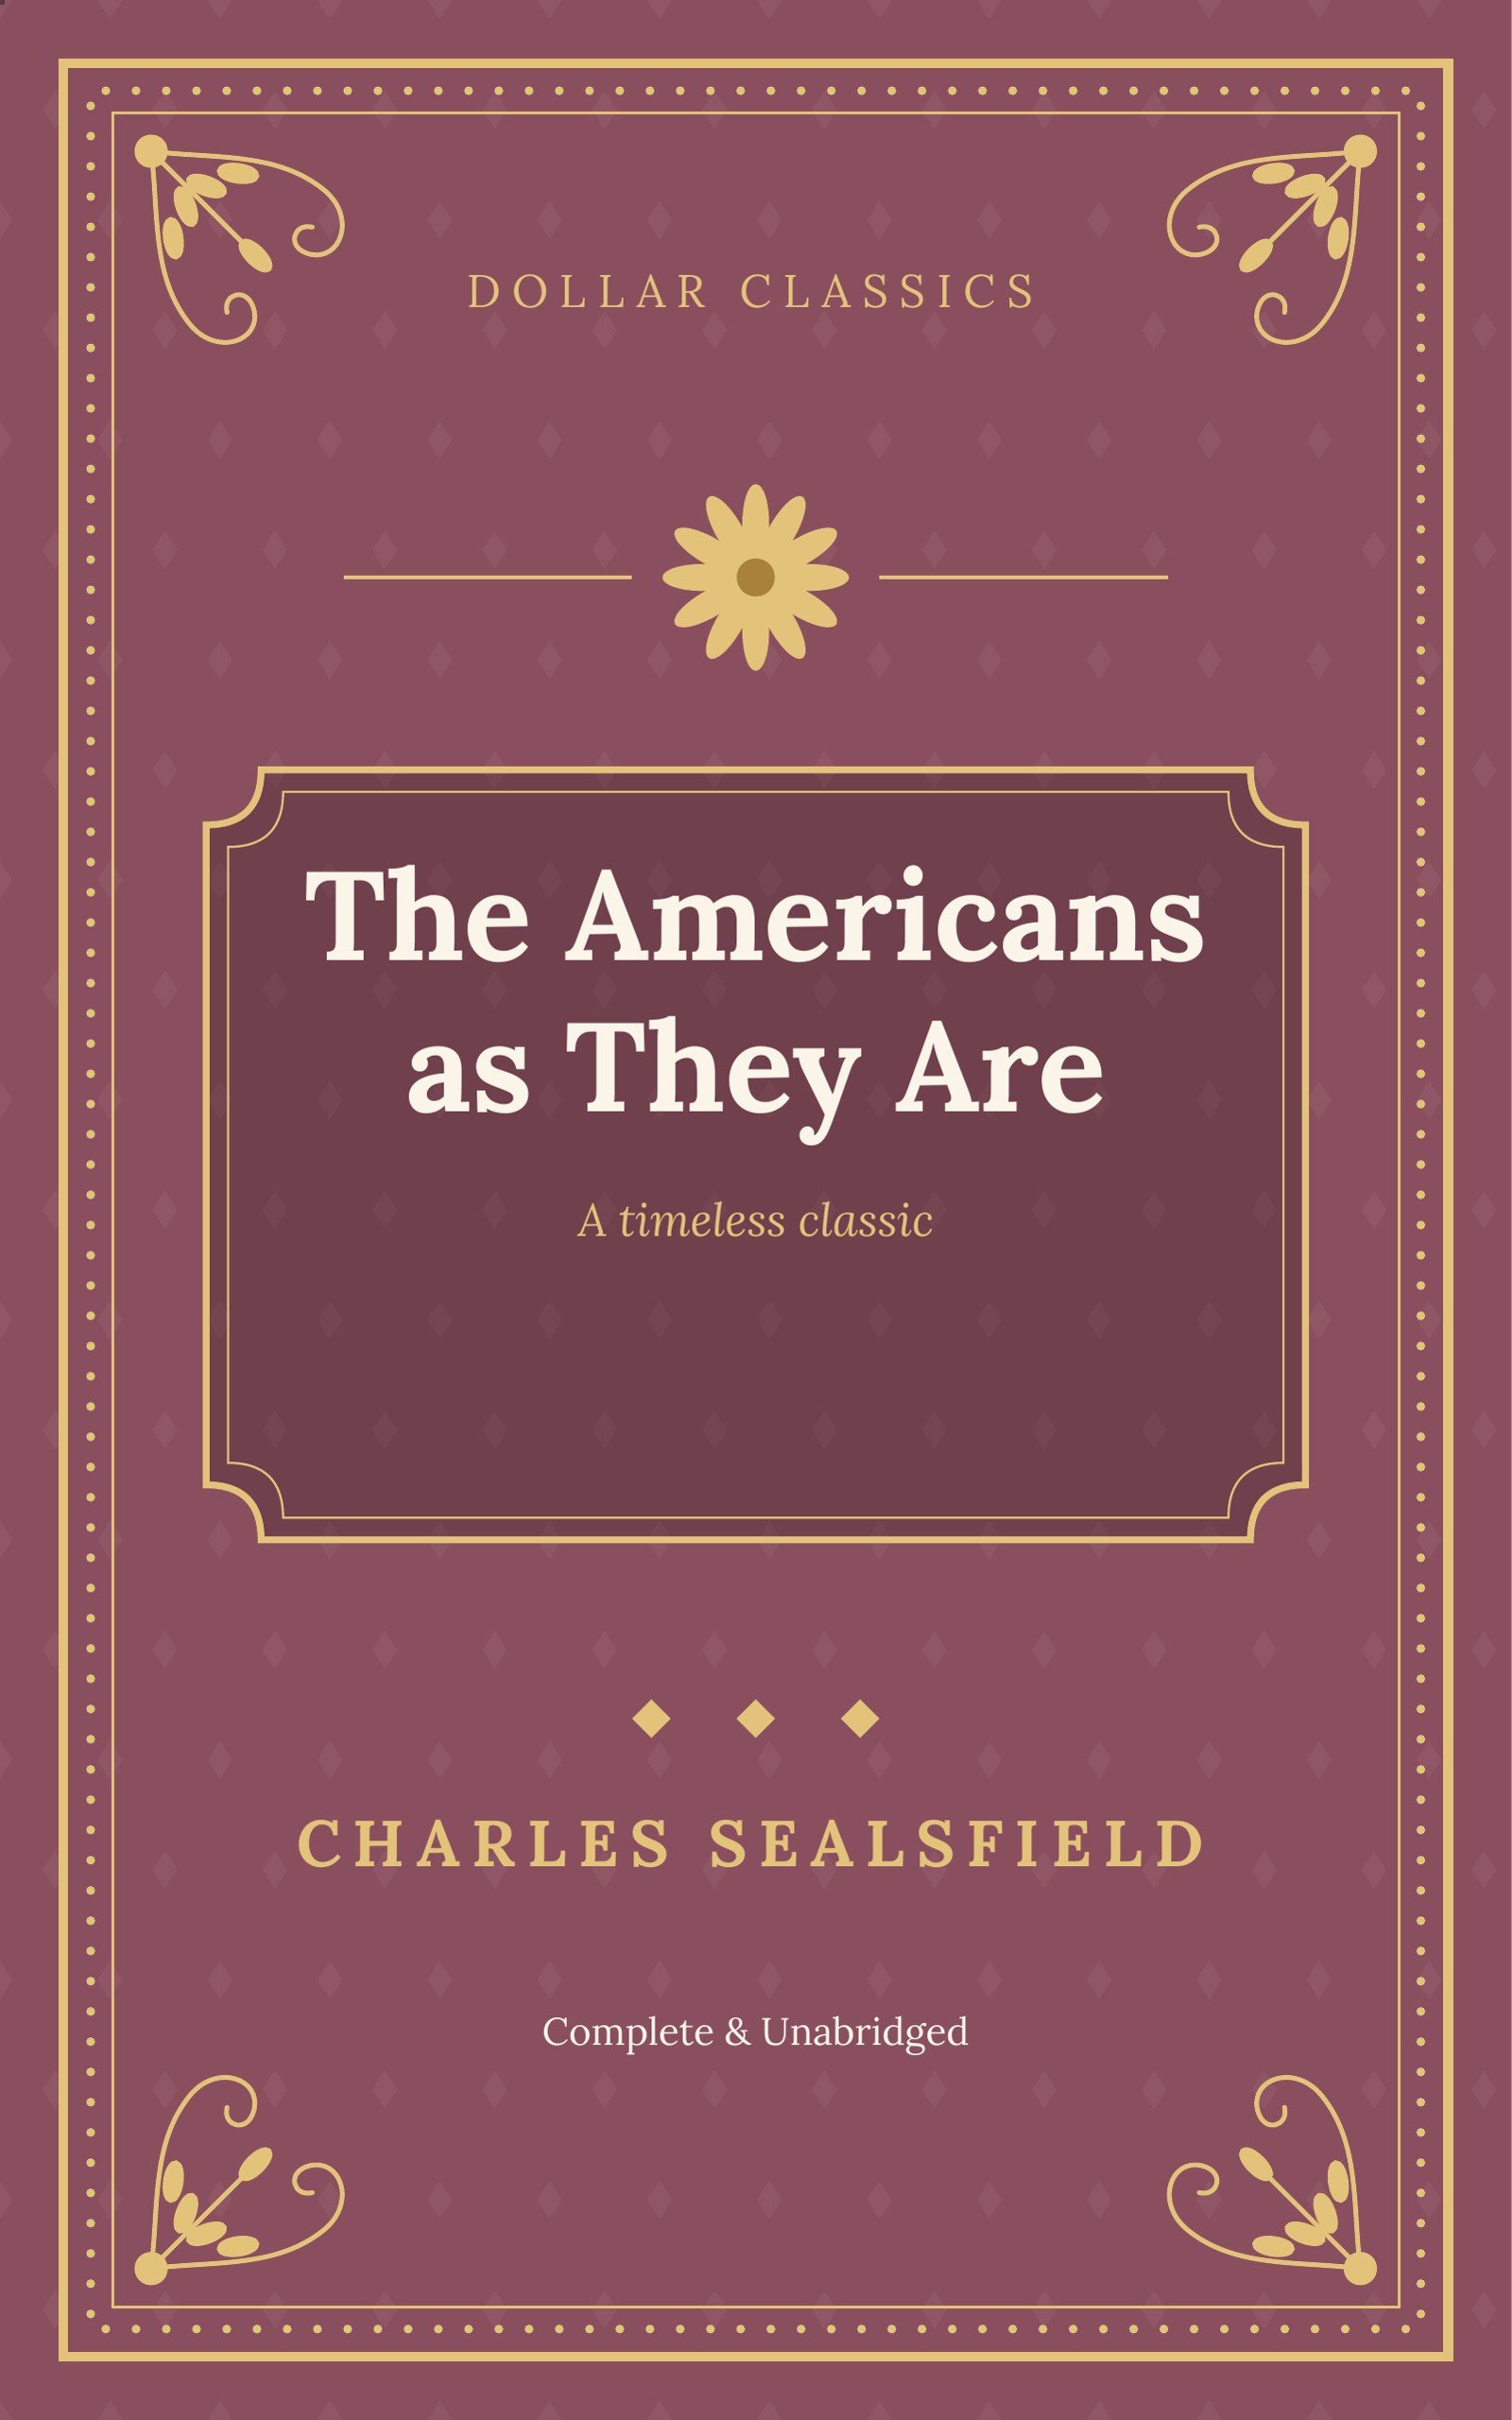 DOLLAR CLASSICS
The Americans
as They Are
A timeless classic
CHARLES SEALSFIELD
Complete & Unabridged